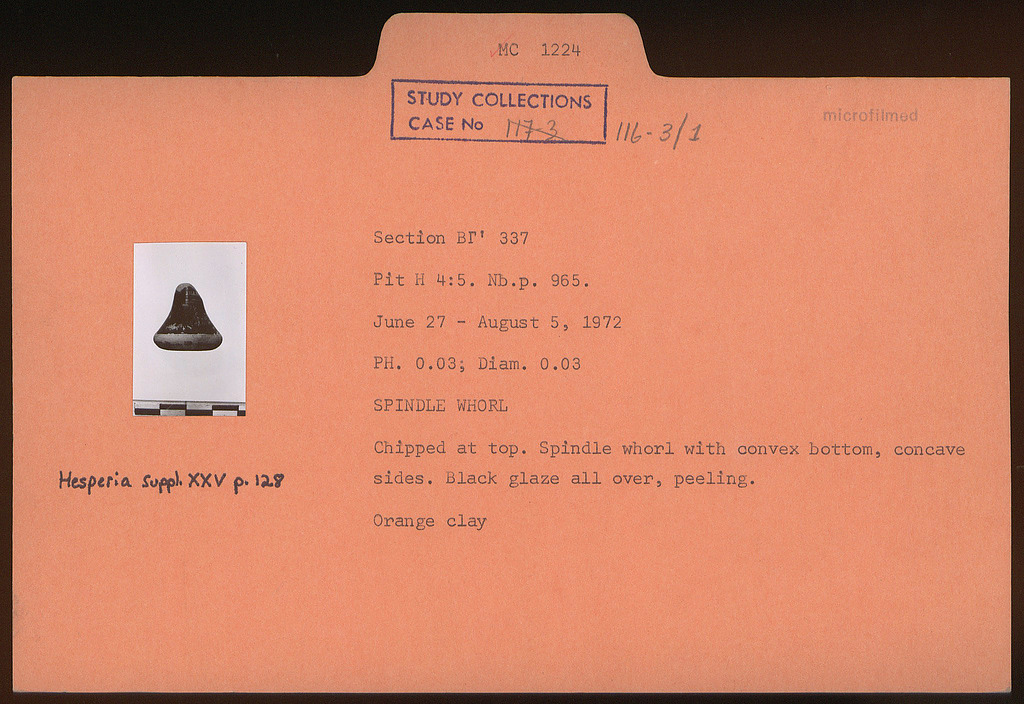 MC 1224
STUDY COLLECTIONS
CASE No 117-3 116-3/1
microfilmed
Section ΒΓ' 337
Pit H 4:5. Nb.p. 965.
June 27 - August 5, 1972
PH. 0.03; Diam. 0.03
SPINDLE WHORL
Chipped at top. Spindle whorl with convex bottom, concave
sides. Black glaze all over, peeling.
Orange clay
Hesperia suppl. XXV p. 128